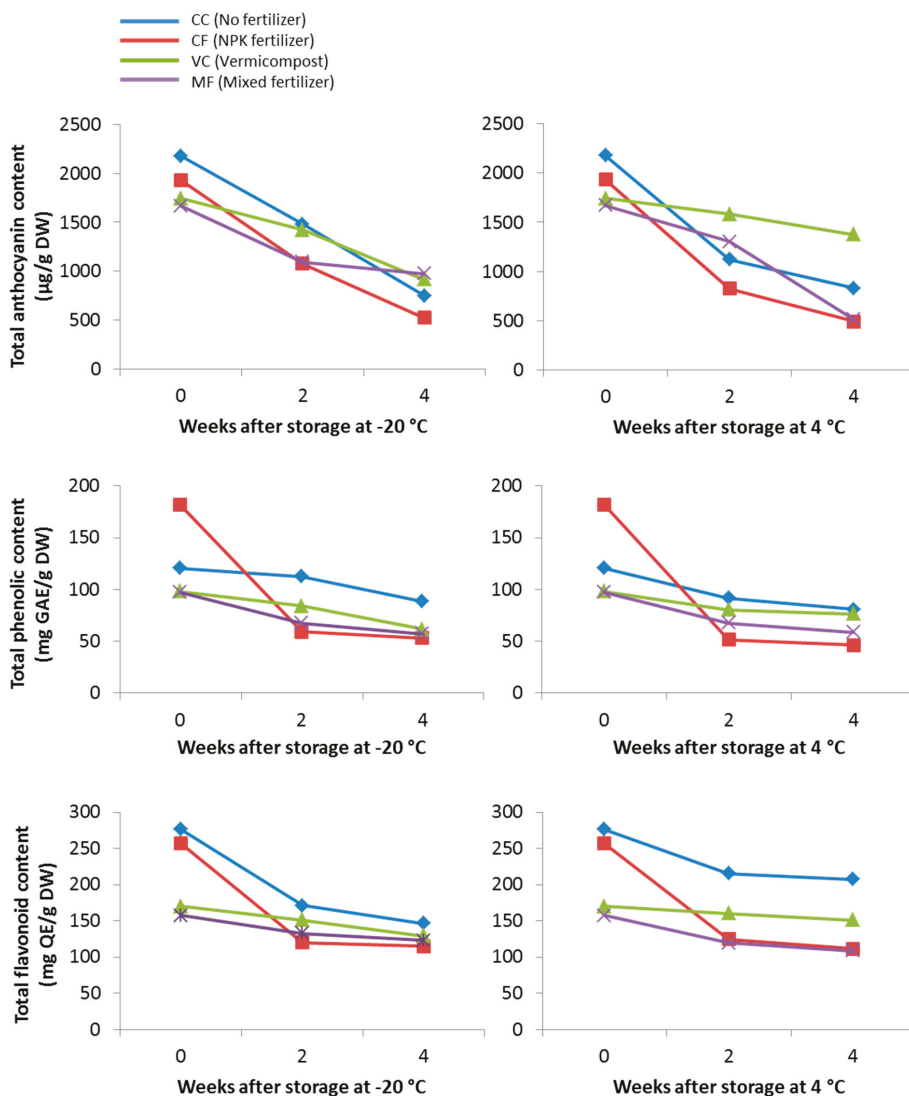 CC (No fertilizer)
CF (NPK fertilizer)
VC (Vermicompost)
MF (Mixed fertilizer)
Total anthocyanin content
(µg/g DW)
2500
2000
1500
1000
500
0
0 2 4
Weeks after storage at -20 °C
2500
2000
1500
1000
500
0
0 2 4
Weeks after storage at 4 °C
Total phenolic content
(mg GAE/g DW)
200
150
100
50
0
0 2 4
Weeks after storage at -20 °C
200
150
100
50
0
0 2 4
Weeks after storage at 4 °C
Total flavonoid content
(mg QE/g DW)
300
250
200
150
100
50
0
0 2 4
Weeks after storage at -20 °C
300
250
200
150
100
50
0
0 2 4
Weeks after storage at 4 °C